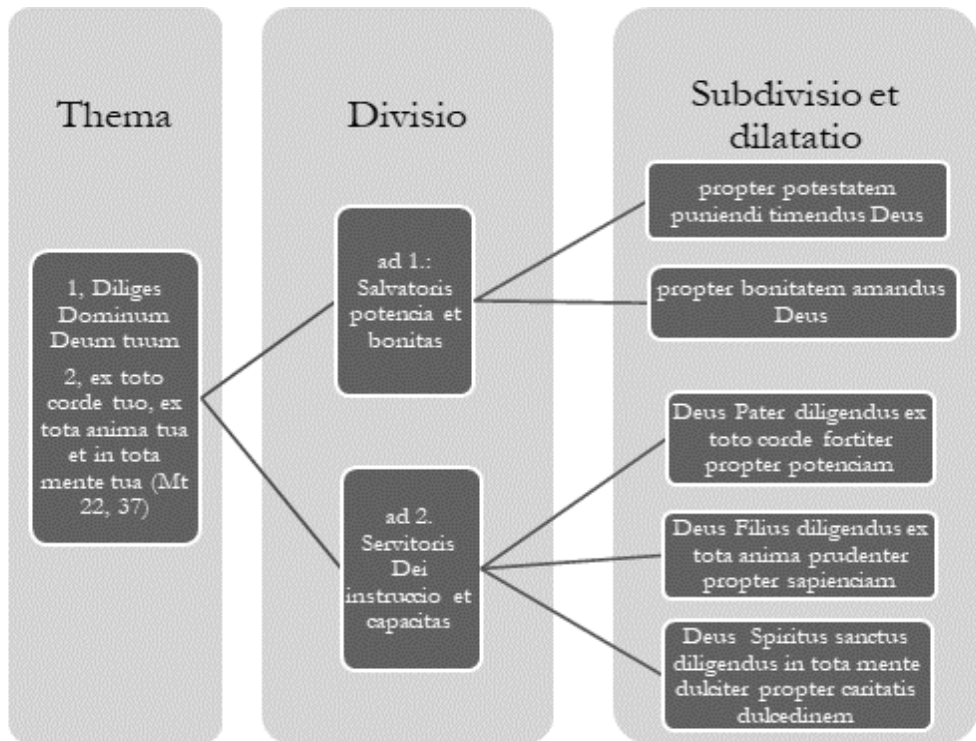 Thema
1, Diliges
Dominum
Deum tuum
2, ex toto
corde tuo, ex
tota anima tua
et in tota
mente tua (Mt
22, 37)
Divisio
ad 1.:
Salvatoris
potencia et
bonitas
ad 2.
Servitoris
Dei
instruccio et
capacitas
Subdivisio et
dilatatio
propter potestatem
puniendi timendus Deus
propter bonitatem amandus
Deus
Deus Pater diligendus ex
toto corde fortiter
propter potenciam
Deus Filius diligendus ex
tota anima prudenter
propter sapienciam
Deus Spiritus sanctus
diligendus in tota mente
dulciter propter caritatis
dulcedinem